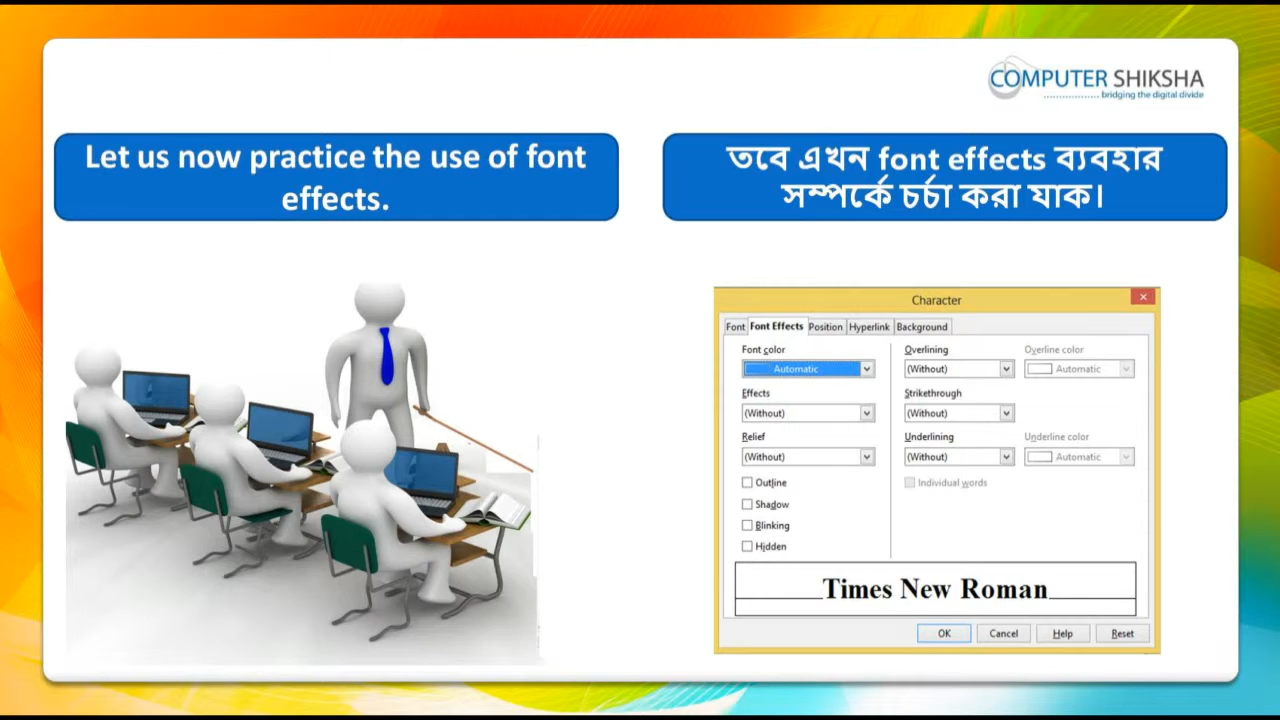 COMPUTER SHIKSHA
bridging the digital divide
Let us now practice the use of font
effects.
তবে এখন font effects ব্যবহার
সম্পর্কে চর্চা করা যাক।
Character
Font Font Effects Position Hyperlink Background
Font color
Automatic
Effects
(Without)
Relief
(Without)
Outline
Shadow
Blinking
Hidden
Overlining
(Without)
Overline color
Automatic
Strikethrough
(Without)
Underlining
(Without)
Underline color
Automatic
Individual words
Times New Roman
OK Cancel Help Reset